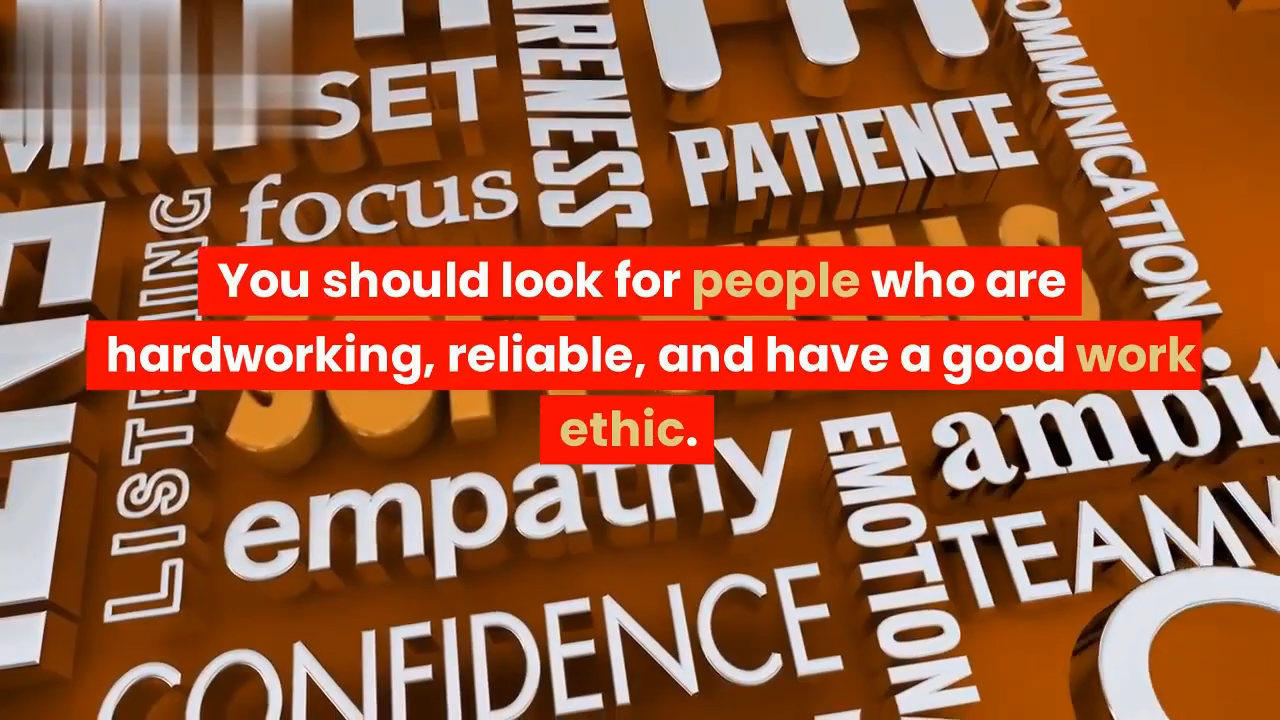 SET
focus
PATIENCE
COMMUNICATION
LISTENING
You should look for people who are
hardworking, reliable, and have a good work
ethic.
empathy
EMOTION
TEAMW
CONFIDENCE